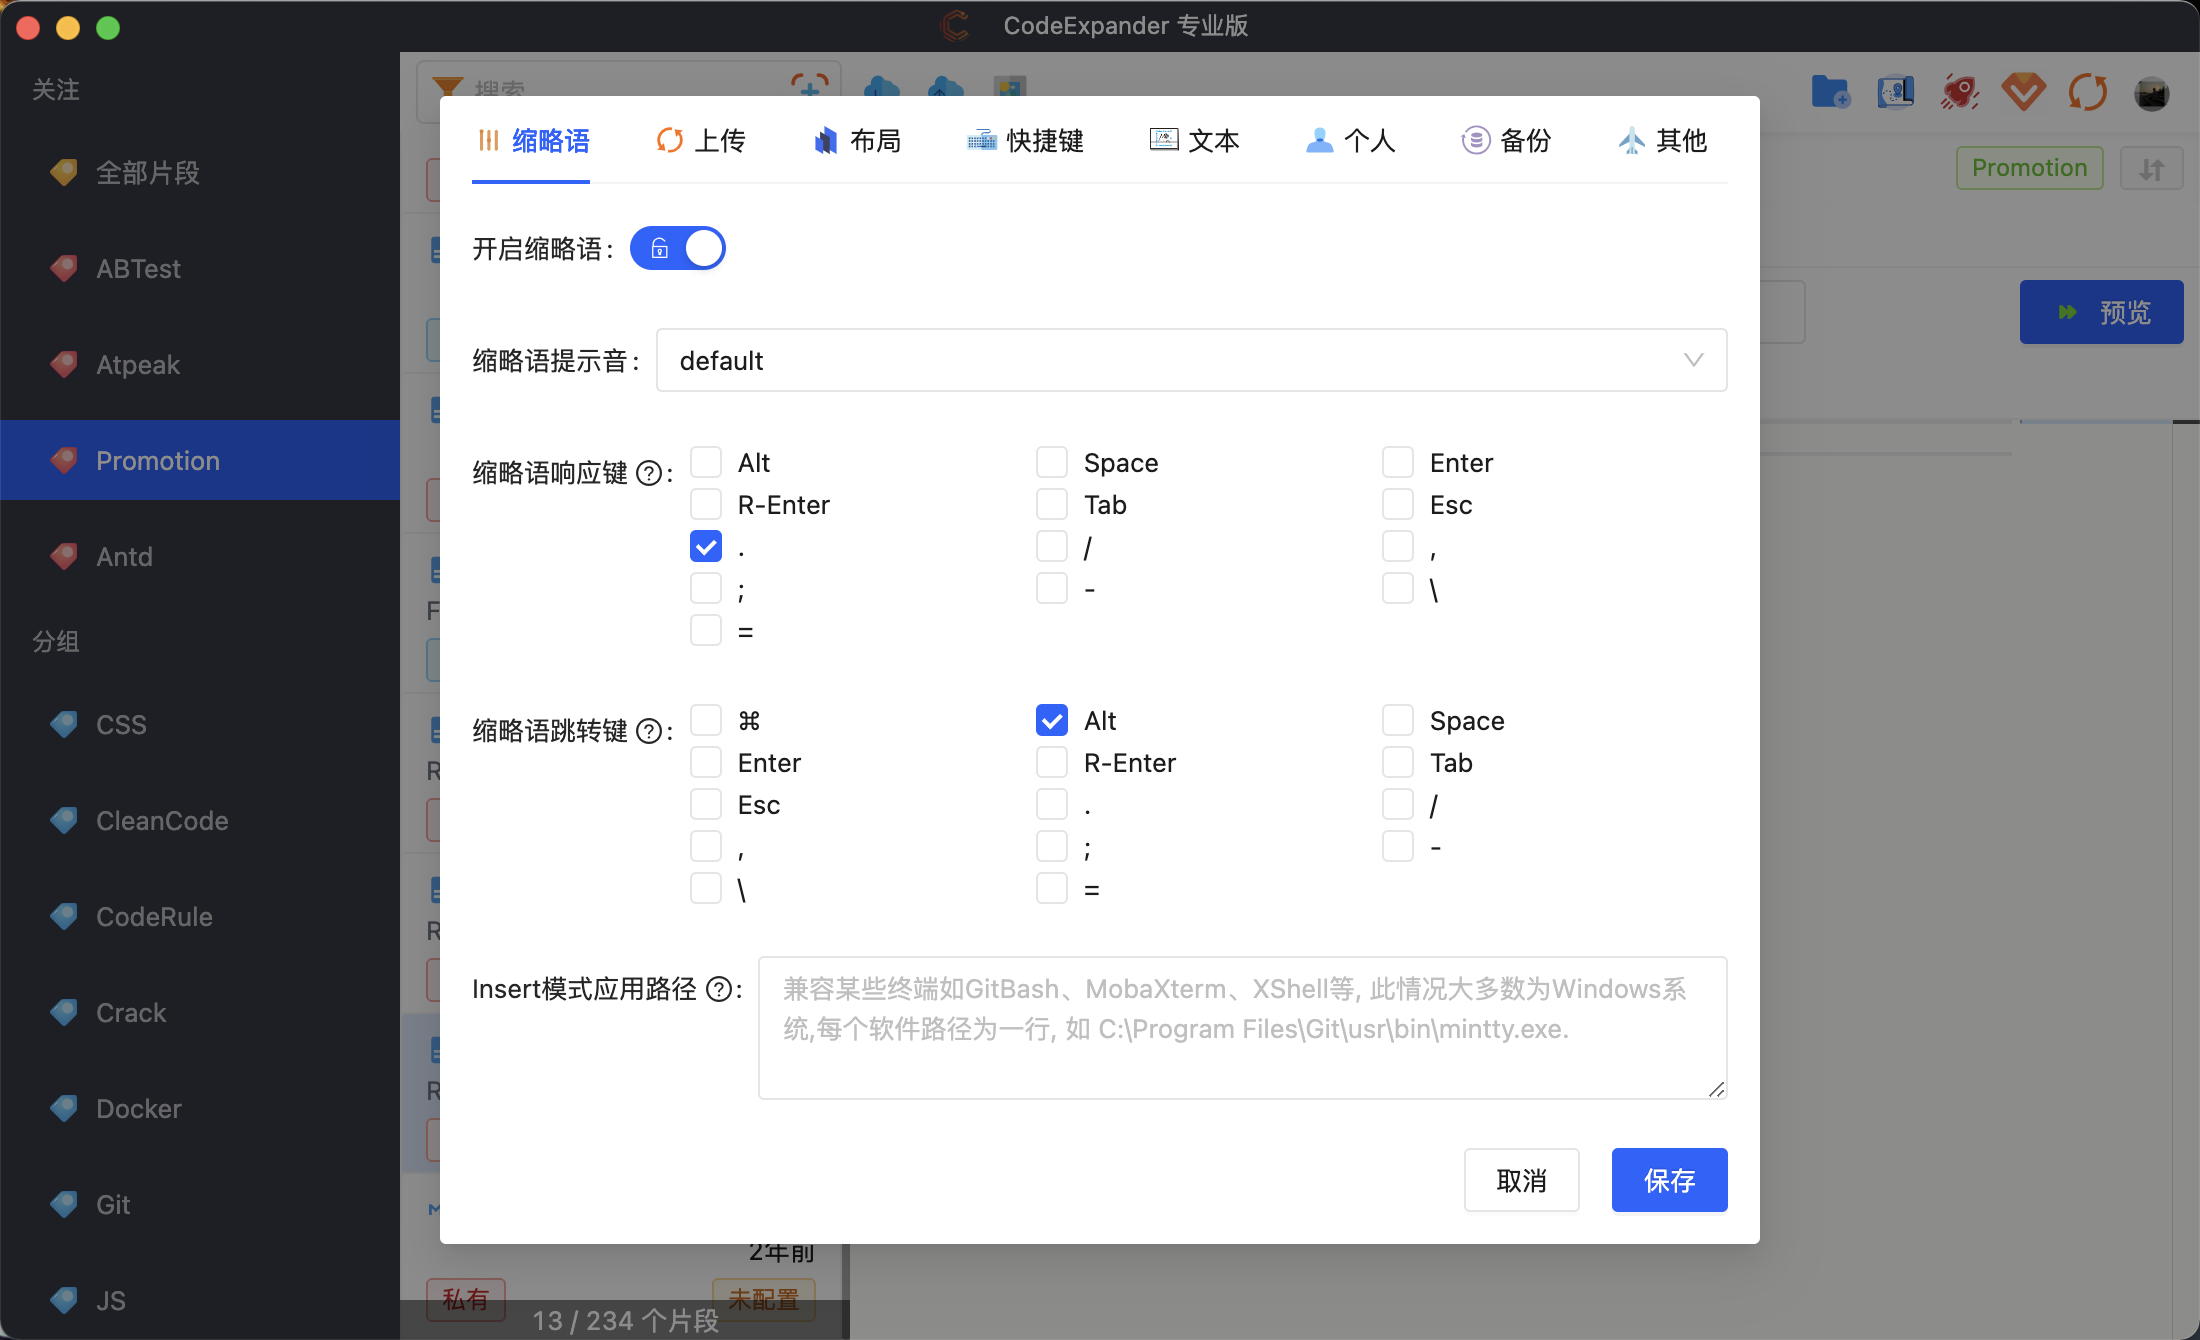 CodeExpander 专业版
关注
全部片段
ABTest
Atpeak
Promotion
Antd
分组
CSS
CleanCode
CodeRule
Crack
Docker
Git
JS
搜索
Promotion
预览
缩略语 上传 布局 快捷键 文本 个人 备份 其他
开启缩略语:
缩略语提示音: default
缩略语响应键 ?: Alt Space Enter
R-Enter Tab Esc
. / ,
; - \
=
缩略语跳转键 ?: ⌘ Alt Space
Enter R-Enter Tab
Esc . /
, ; -
\ =
Insert模式应用路径 ?: 兼容某些终端如GitBash、MobaXterm、XShell等, 此情况大多数为Windows系
统,每个软件路径为一行, 如 C:\Program Files\Git\usr\bin\mintty.exe.
取消 保存
2年前
私有 未配置
13 / 234 个片段